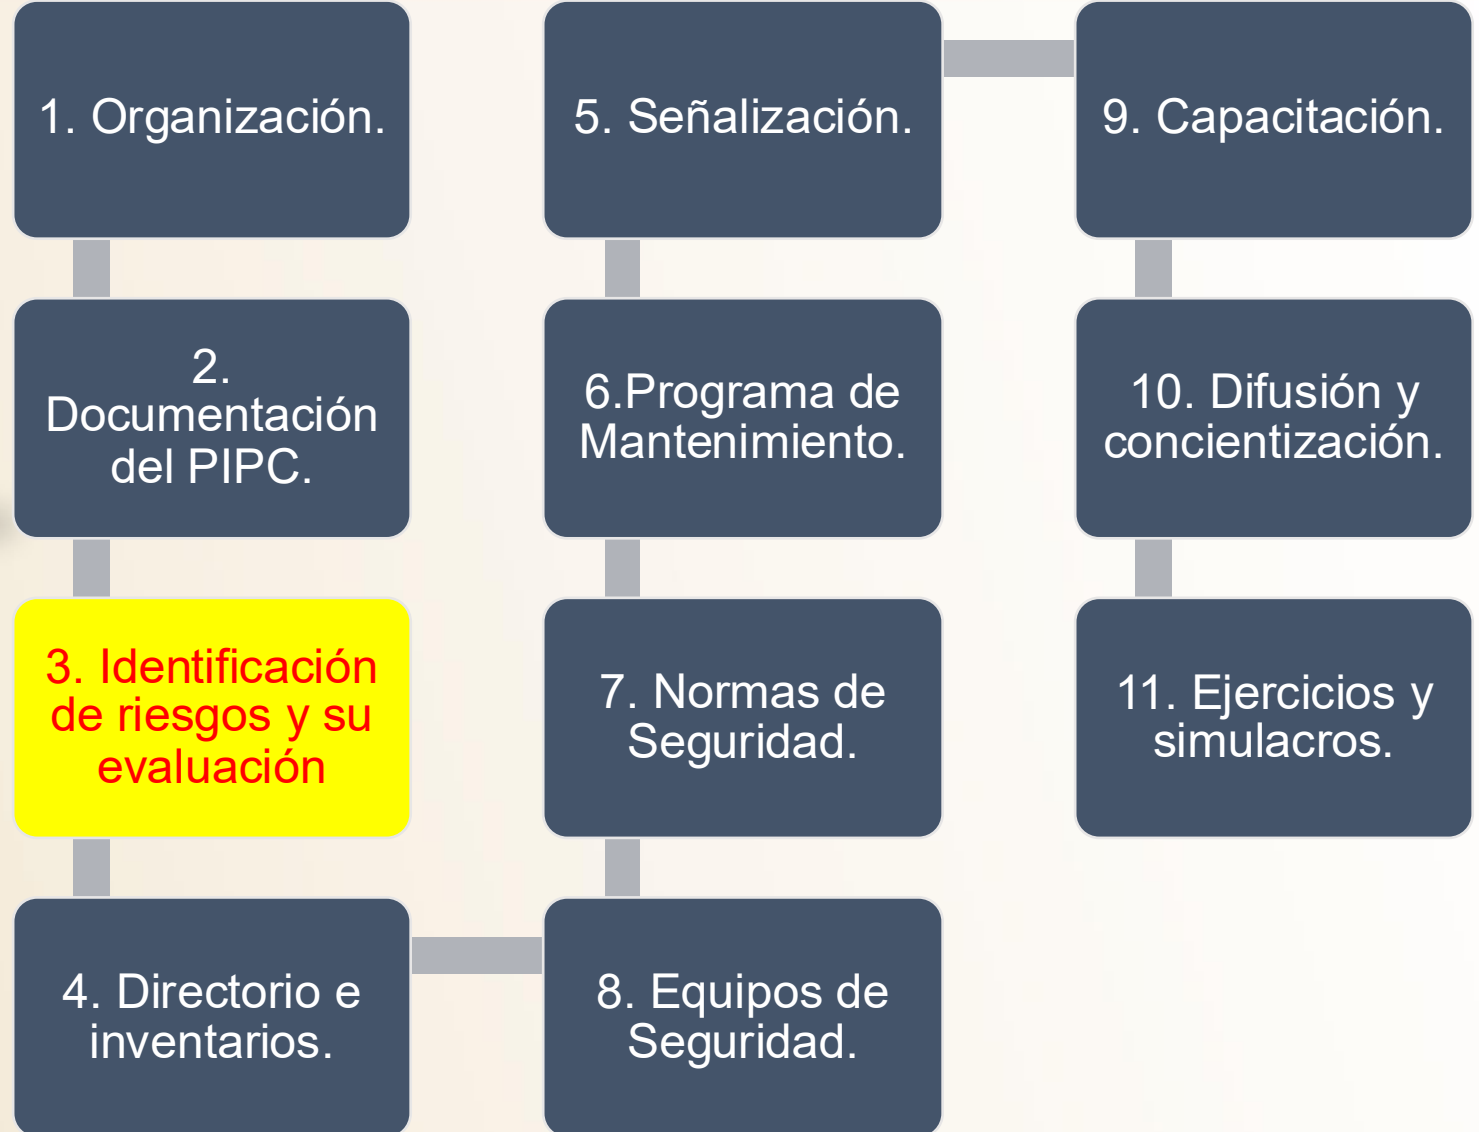 1. Organización.
2.
Documentación
del PIPC.
3. Identificación
de riesgos y su
evaluación
4. Directorio e
inventarios.
5. Señalización.
6.Programa de
Mantenimiento.
7. Normas de
Seguridad.
8. Equipos de
Seguridad.
9. Capacitación.
10. Difusión y
concientización.
11. Ejercicios y
simulacros.